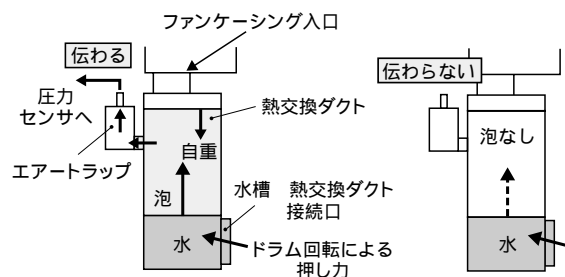 ファンケーシング入口
伝わる
伝わらない
圧力
センサへ
熱交換ダクト
泡なし
自重
エアートラップ
泡
水槽 熱交換ダクト
接続口
水
ドラム回転による
押し力
水